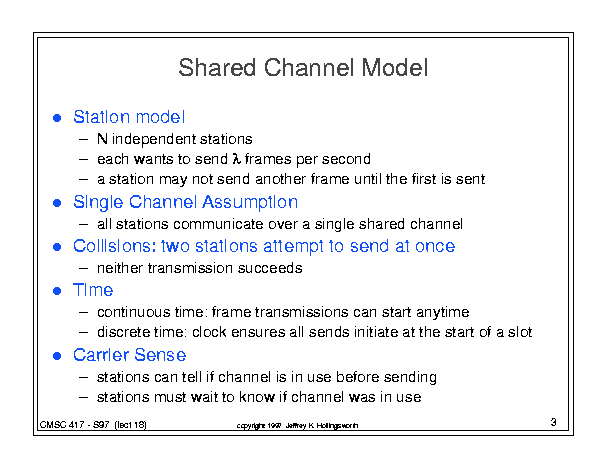 Shared Channel Model
● Station model
– N independent stations
– each wants to send λ frames per second
– a station may not send another frame until the first is sent
● Single Channel Assumption
– all stations communicate over a single shared channel
● Collisions: two stations attempt to send at once
– neither transmission succeeds
● Time
– continuous time: frame transmissions can start anytime
– discrete time: clock ensures all sends initiate at the start of a slot
● Carrier Sense
– stations can tell if channel is in use before sending
– stations must wait to know if channel was in use
CMSC 417 - S97 (lect 18) copyright 1997 Jeffrey K. Hollingsworth 3